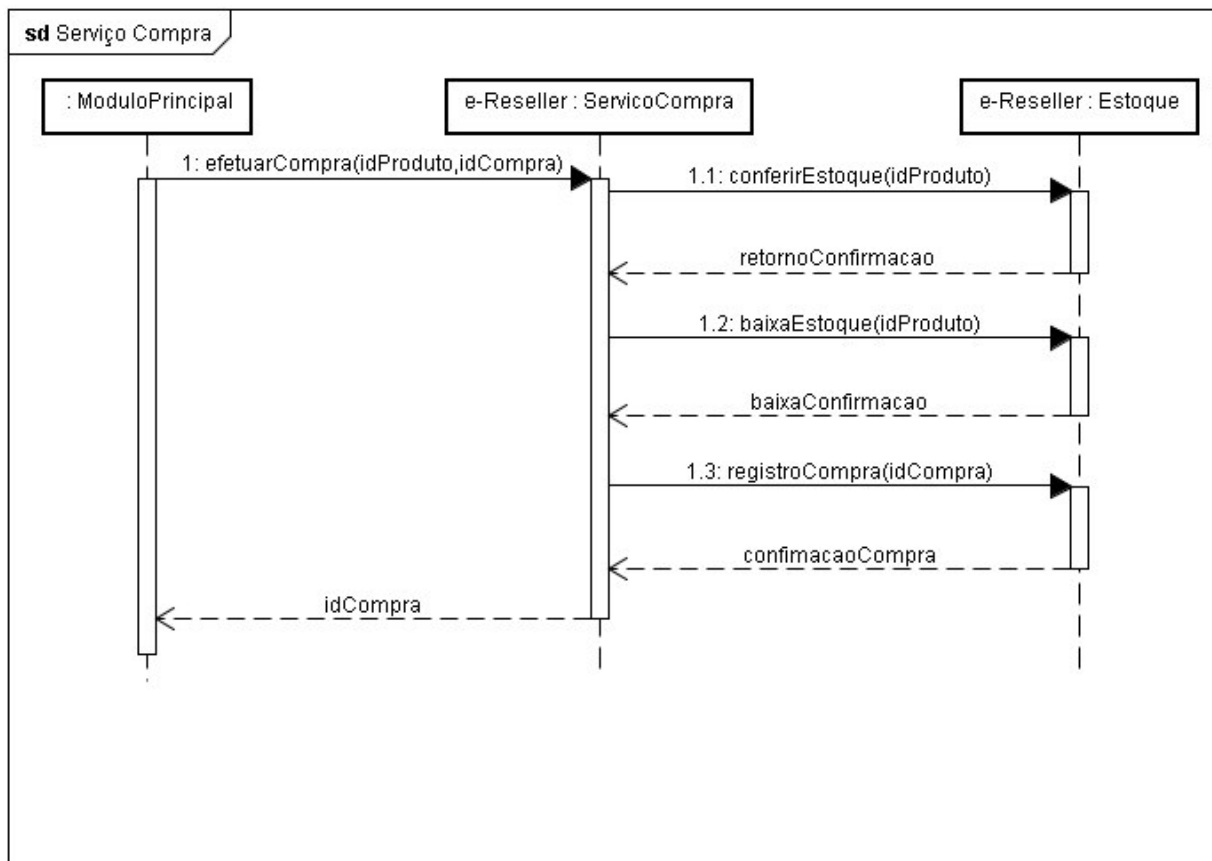 sd Serviço Compra
: ModuloPrincipal
e-Reseller : ServicoCompra
e-Reseller : Estoque
1: efetuarCompra(idProduto,idCompra)
1.1: conferirEstoque(idProduto)
retornoConfirmacao
1.2: baixaEstoque(idProduto)
baixaConfirmacao
1.3: registroCompra(idCompra)
confimacaoCompra
idCompra